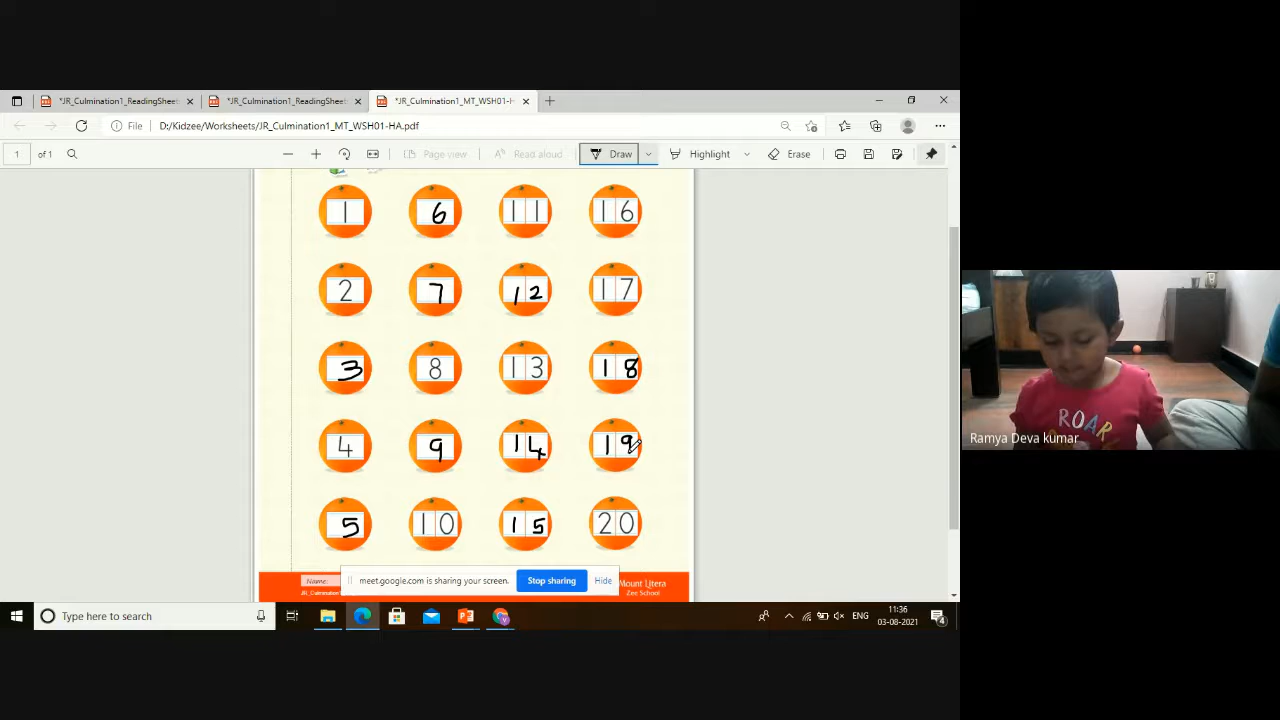 *JR_Culmination1_ReadingSheet
*JR_Culmination1_ReadingSheet
*JR_Culmination1_MT_WSH01-H
File D:/Kidzee/Worksheets/JR_Culmination1_MT_WSH01-HA.pdf
1 of 1 Page view Read aloud Draw Highlight Erase
1 6 11 16
2 7 12 17
3 8 13 18
4 9 14 19
5 10 15 20
ROAR
Ramya Deva kumar
Name:
meet.google.com is sharing your screen. Stop sharing Hide
Mount Litera
Zee School
JR_Culmination1
Type here to search
ENG
11:36
03-08-2021
4